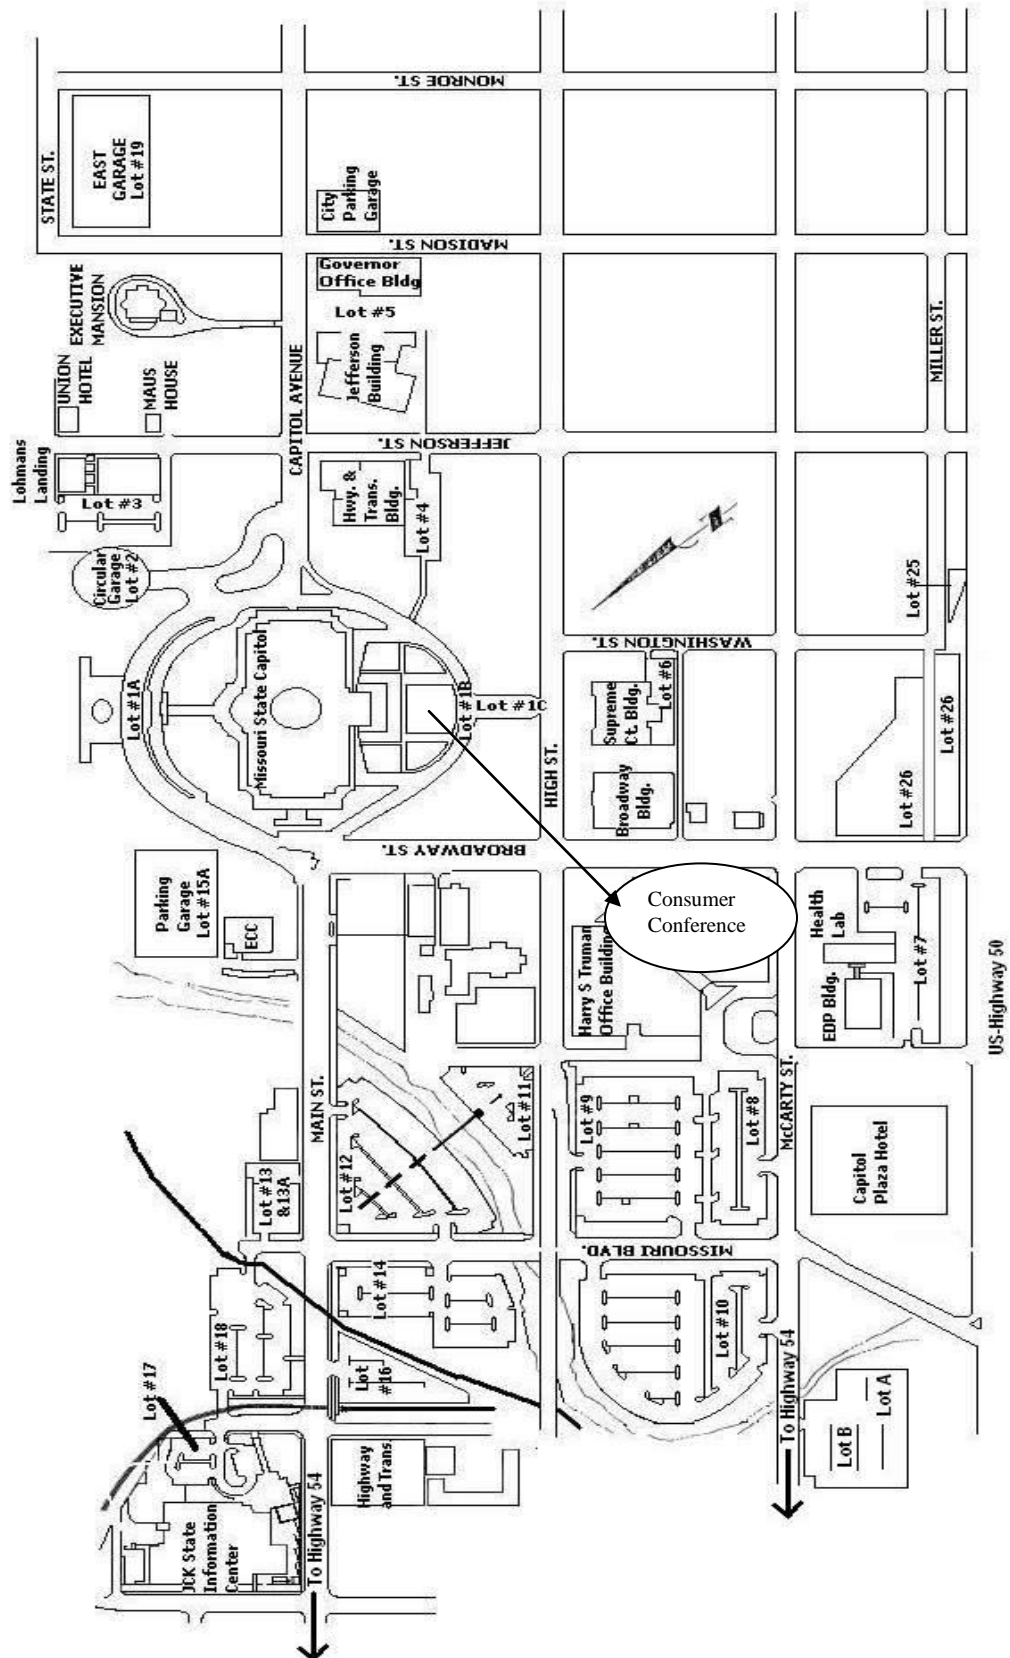 MONROE ST.
STATE ST.
EAST
GARAGE
Lot #19
City
Parking
Garage
MADISON ST.
EXECUTIVE
MANSION
Governor
Office Bldg
Lot #5
Jefferson
Building
UNION
HOTEL
MAUS
HOUSE
CAPITOL AVENUE
MILLER ST.
JEFFERSON ST.
Lohmans
Landing
Lot #3
Hwy. &
Trans.
Bldg.
Lot #4
Circular
Garage
Lot #2
Lot #25
WASHINGTON ST.
Lot #1A
Missouri State Capitol
Lot #1B
Lot #1C
Supreme
Ct. Bldg.
Lot #6
HIGH ST.
Broadway
Bldg.
Lot #26
Lot #26
BROADWAY ST.
Parking
Garage
Lot #15A
ECC
Consumer
Conference
Harry S Truman
Office Building
Health
Lab
EDP Bldg.
Lot #7
US-Highway 50
MAIN ST.
Lot #11
Lot #12
Lot #9
Lot #8
McCARTY ST.
Capitol
Plaza Hotel
Lot #13
&13A
MISSOURI BLVD.
Lot #14
Lot #10
Lot #18
Lot
#16
Lot #17
To Highway 54
Lot A
Lot B
Highway
and Trans.
JCK State
Information
Center
To Highway 54